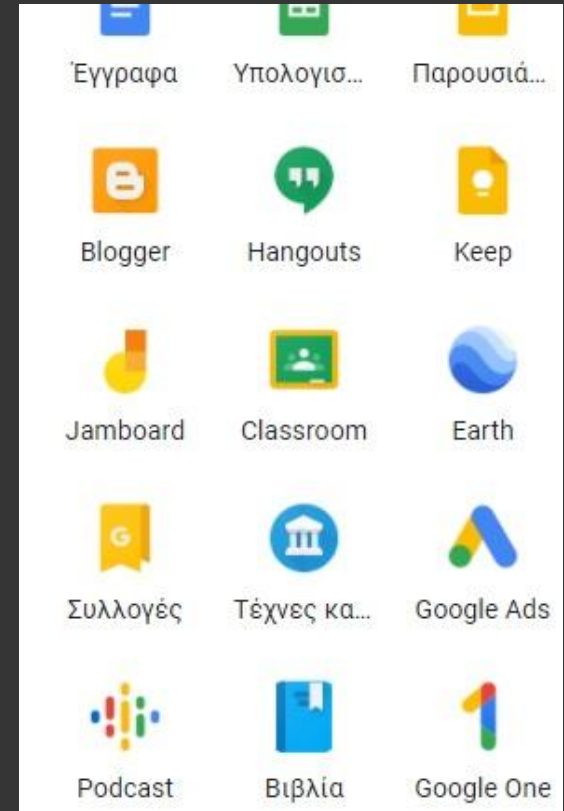 Έγγραφα Υπολογισ... Παρουσιά...
Blogger Hangouts Keep
Jamboard Classroom Earth
G
Συλλογές Τέχνες κα... Google Ads
Podcast Βιβλία Google One